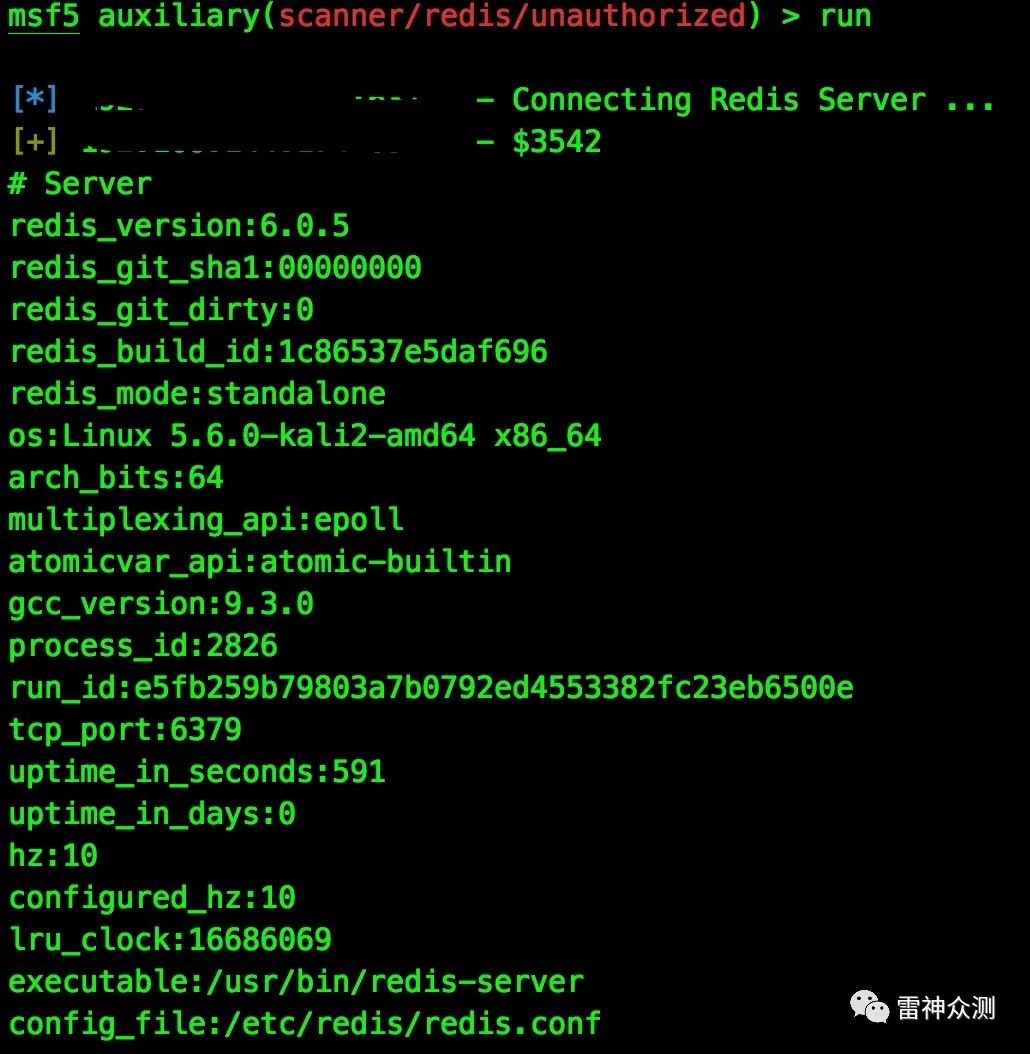 msf5 auxiliary(scanner/redis/unauthorized) > run
[*] – Connecting Redis Server ...
[+] – $3542
# Server
redis_version:6.0.5
redis_git_sha1:00000000
redis_git_dirty:0
redis_build_id:1c86537e5daf696
redis_mode:standalone
os:Linux 5.6.0-kali2-amd64 x86_64
arch_bits:64
multiplexing_api:epoll
atomicvar_api:atomic-builtin
gcc_version:9.3.0
process_id:2826
run_id:e5fb259b79803a7b0792ed4553382fc23eb6500e
tcp_port:6379
uptime_in_seconds:591
uptime_in_days:0
hz:10
configured_hz:10
lru_clock:16686069
executable:/usr/bin/redis-server
config_file:/etc/redis/redis.conf
雷神众测